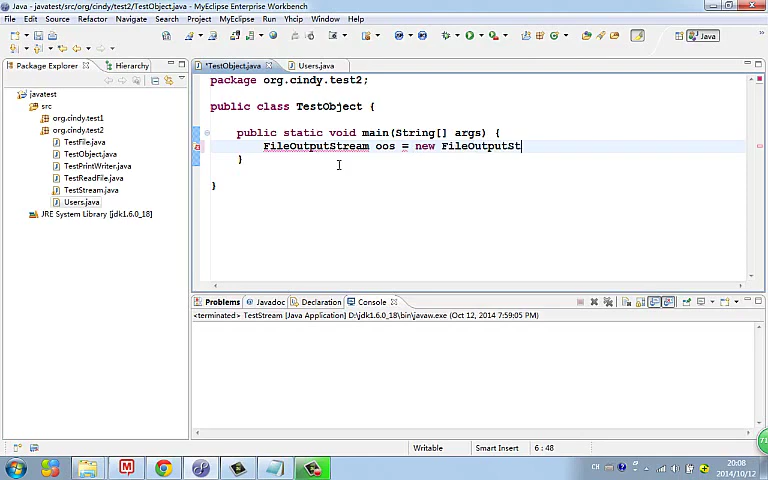 Java - javatest/src/org/cindy/test2/TestObject.java - MyEclipse Enterprise Workbench
File Edit Source Refactor Navigate Search Project MyEclipse Run Yhcip Window Help
Java
Package Explorer Hierarchy
*TestObject.java Users.java
javatest
src
org.cindy.test1
org.cindy.test2
TestFile.java
TestObject.java
TestPrintWriter.java
TestReadFile.java
TestStream.java
Users.java
JRE System Library [jdk1.6.0_18]
package org.cindy.test2;
public class TestObject {
public static void main(String[] args) {
FileOutputStream oos = new FileOutputSt
}
}
Problems Javadoc Declaration Console
<terminated> TestStream [Java Application] D:\jdk1.6.0_18\bin\javaw.exe (Oct 12, 2014 7:59:05 PM)
Writable Smart Insert 6 : 48
71
CH 20:08
2014/10/12